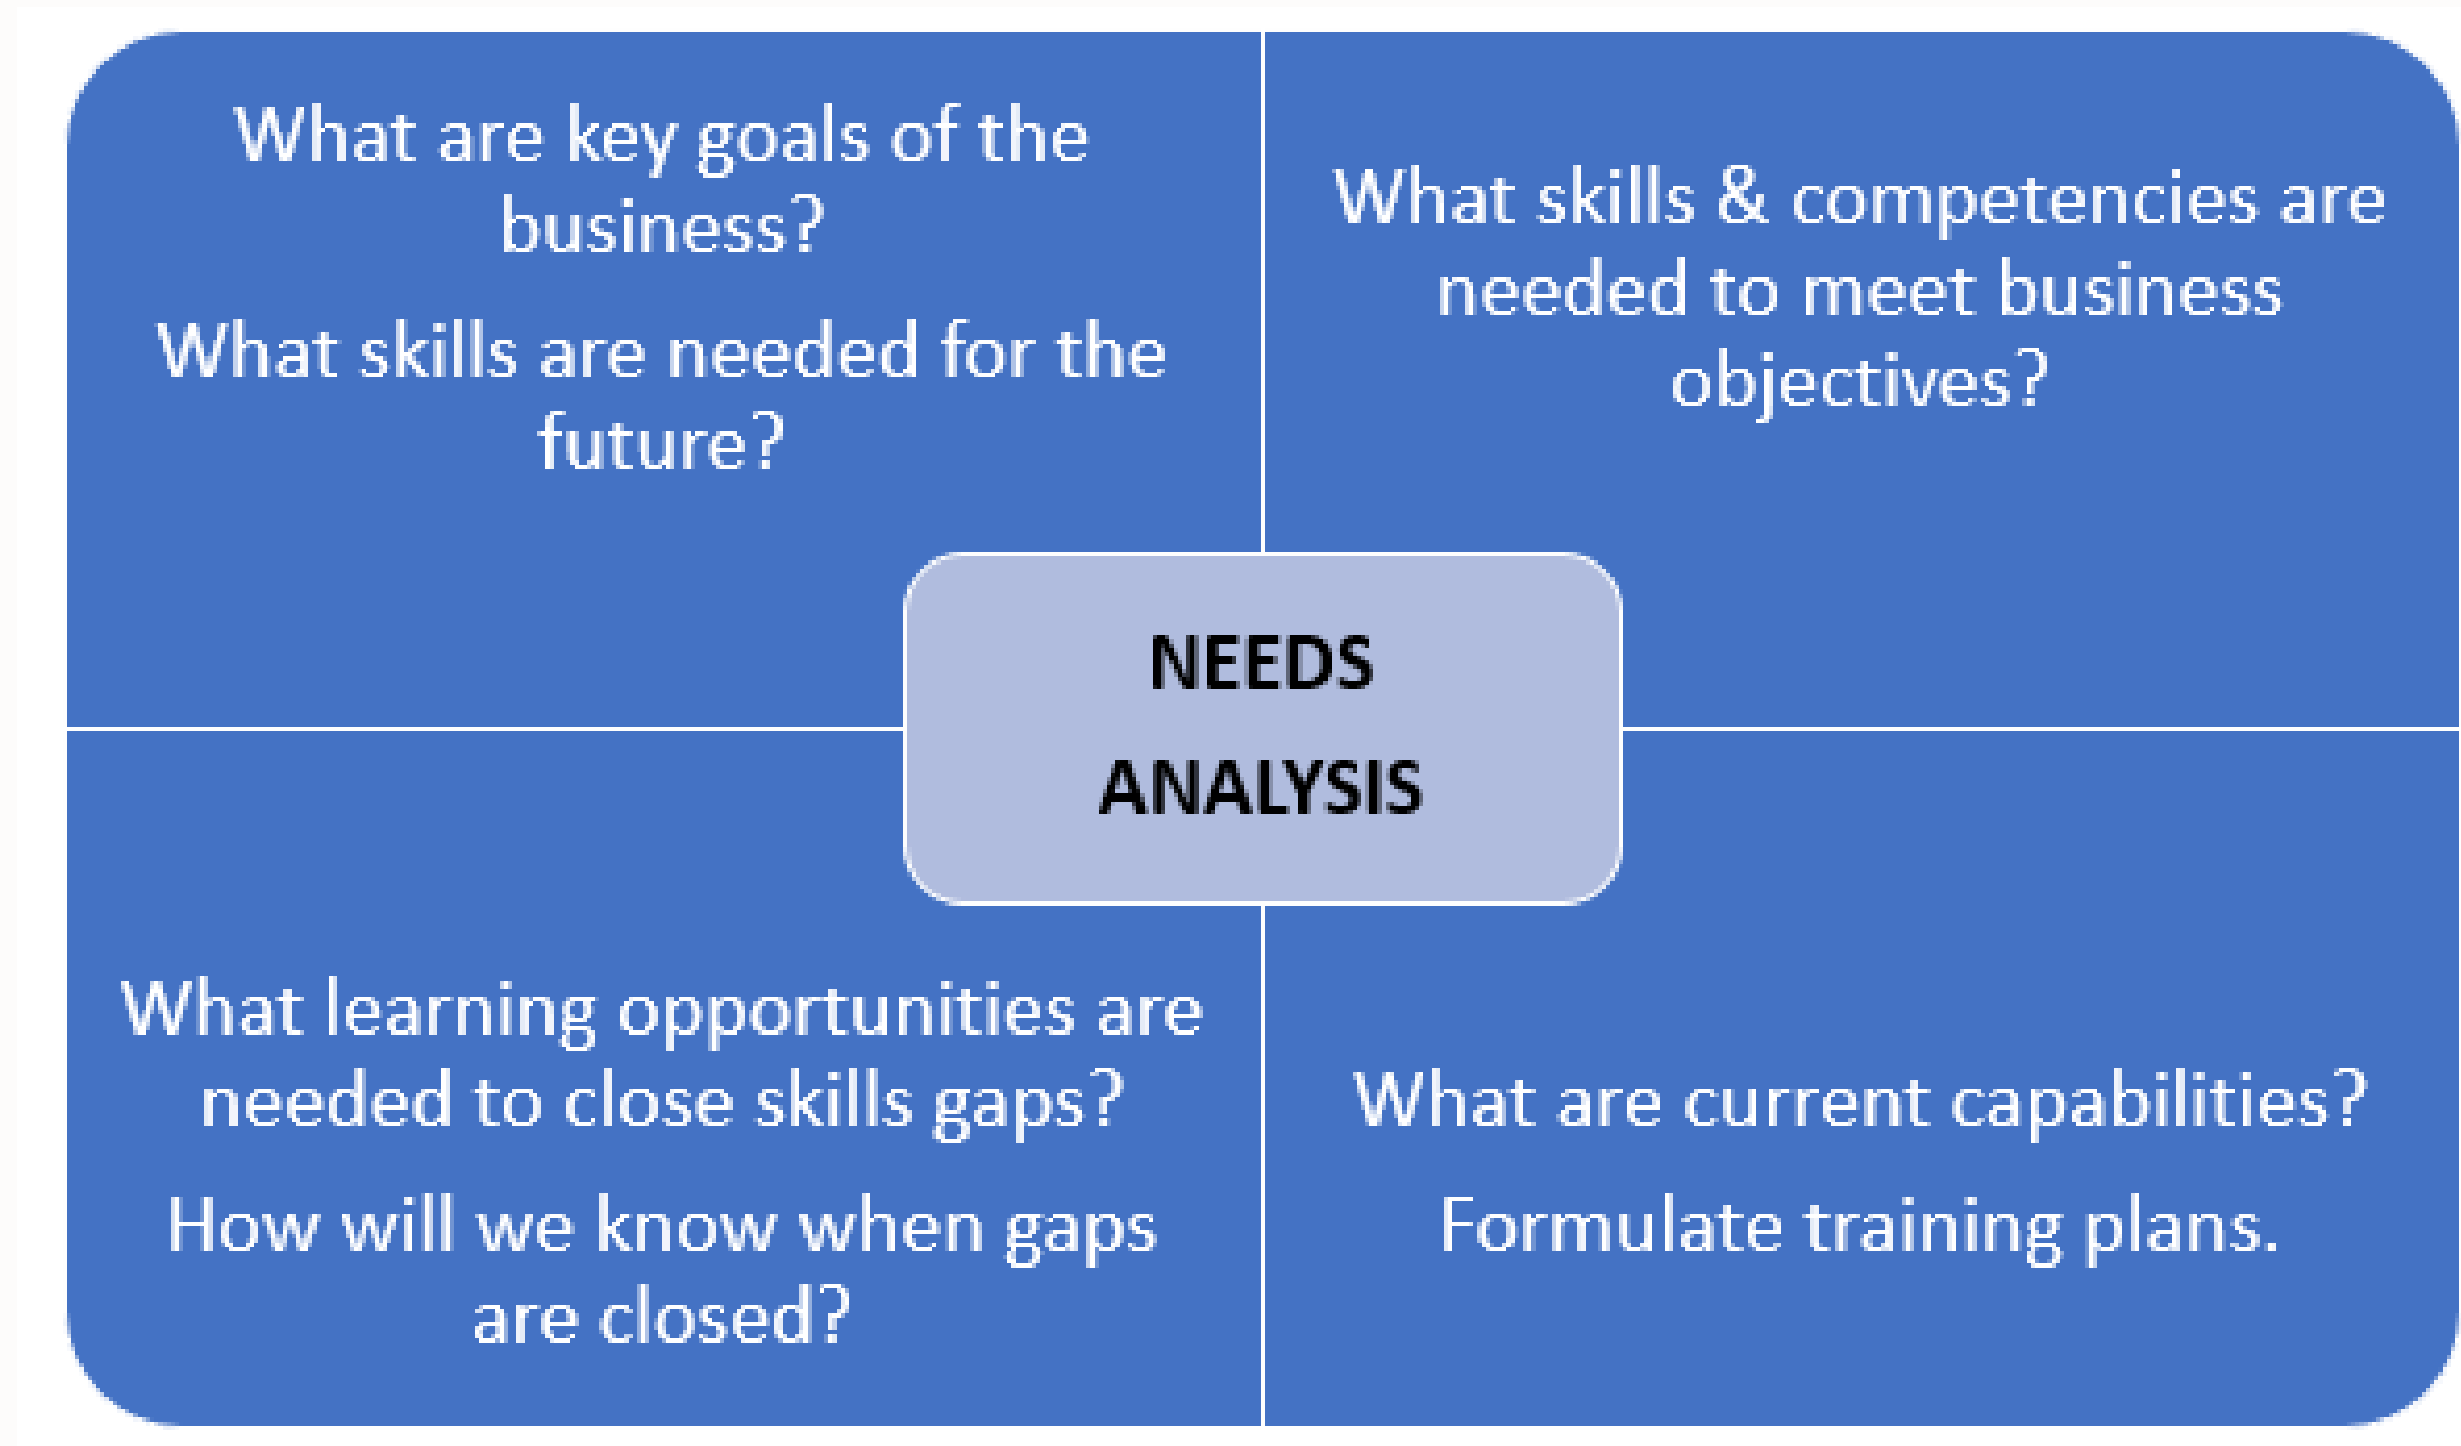 What are key goals of the
business?
What skills are needed for the
future?
What skills & competencies are
needed to meet business
objectives?
NEEDS
ANALYSIS
What learning opportunities are
needed to close skills gaps?
How will we know when gaps
are closed?
What are current capabilities?
Formulate training plans.